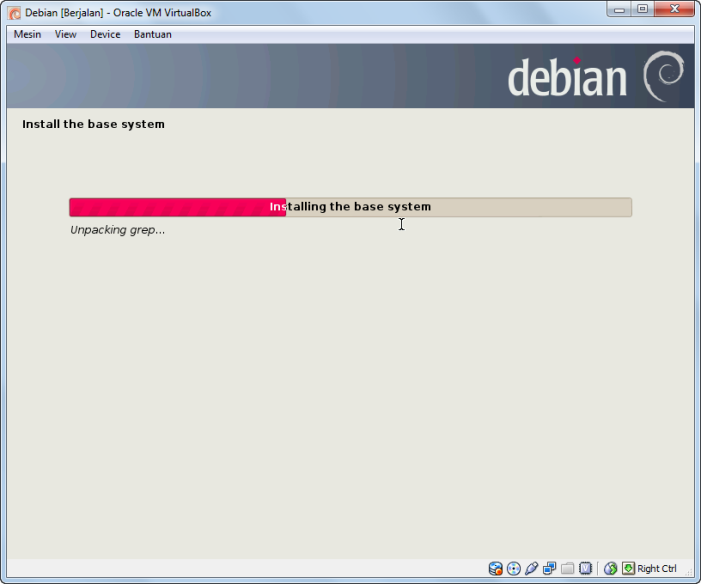 Debian [Berjalan] - Oracle VM VirtualBox
Mesin View Device Bantuan
debian
Install the base system
Installing the base system
Unpacking grep...
Right Ctrl